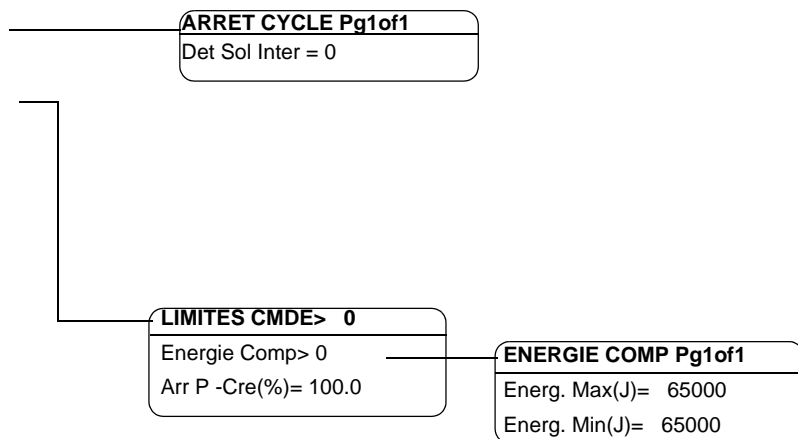 ARRET CYCLE Pg1of1
Det Sol Inter = 0
LIMITES CMDE> 0
Energie Comp> 0
Arr P -Cre(%)= 100.0
ENERGIE COMP Pg1of1
Energ. Max(J)= 65000
Energ. Min(J)= 65000